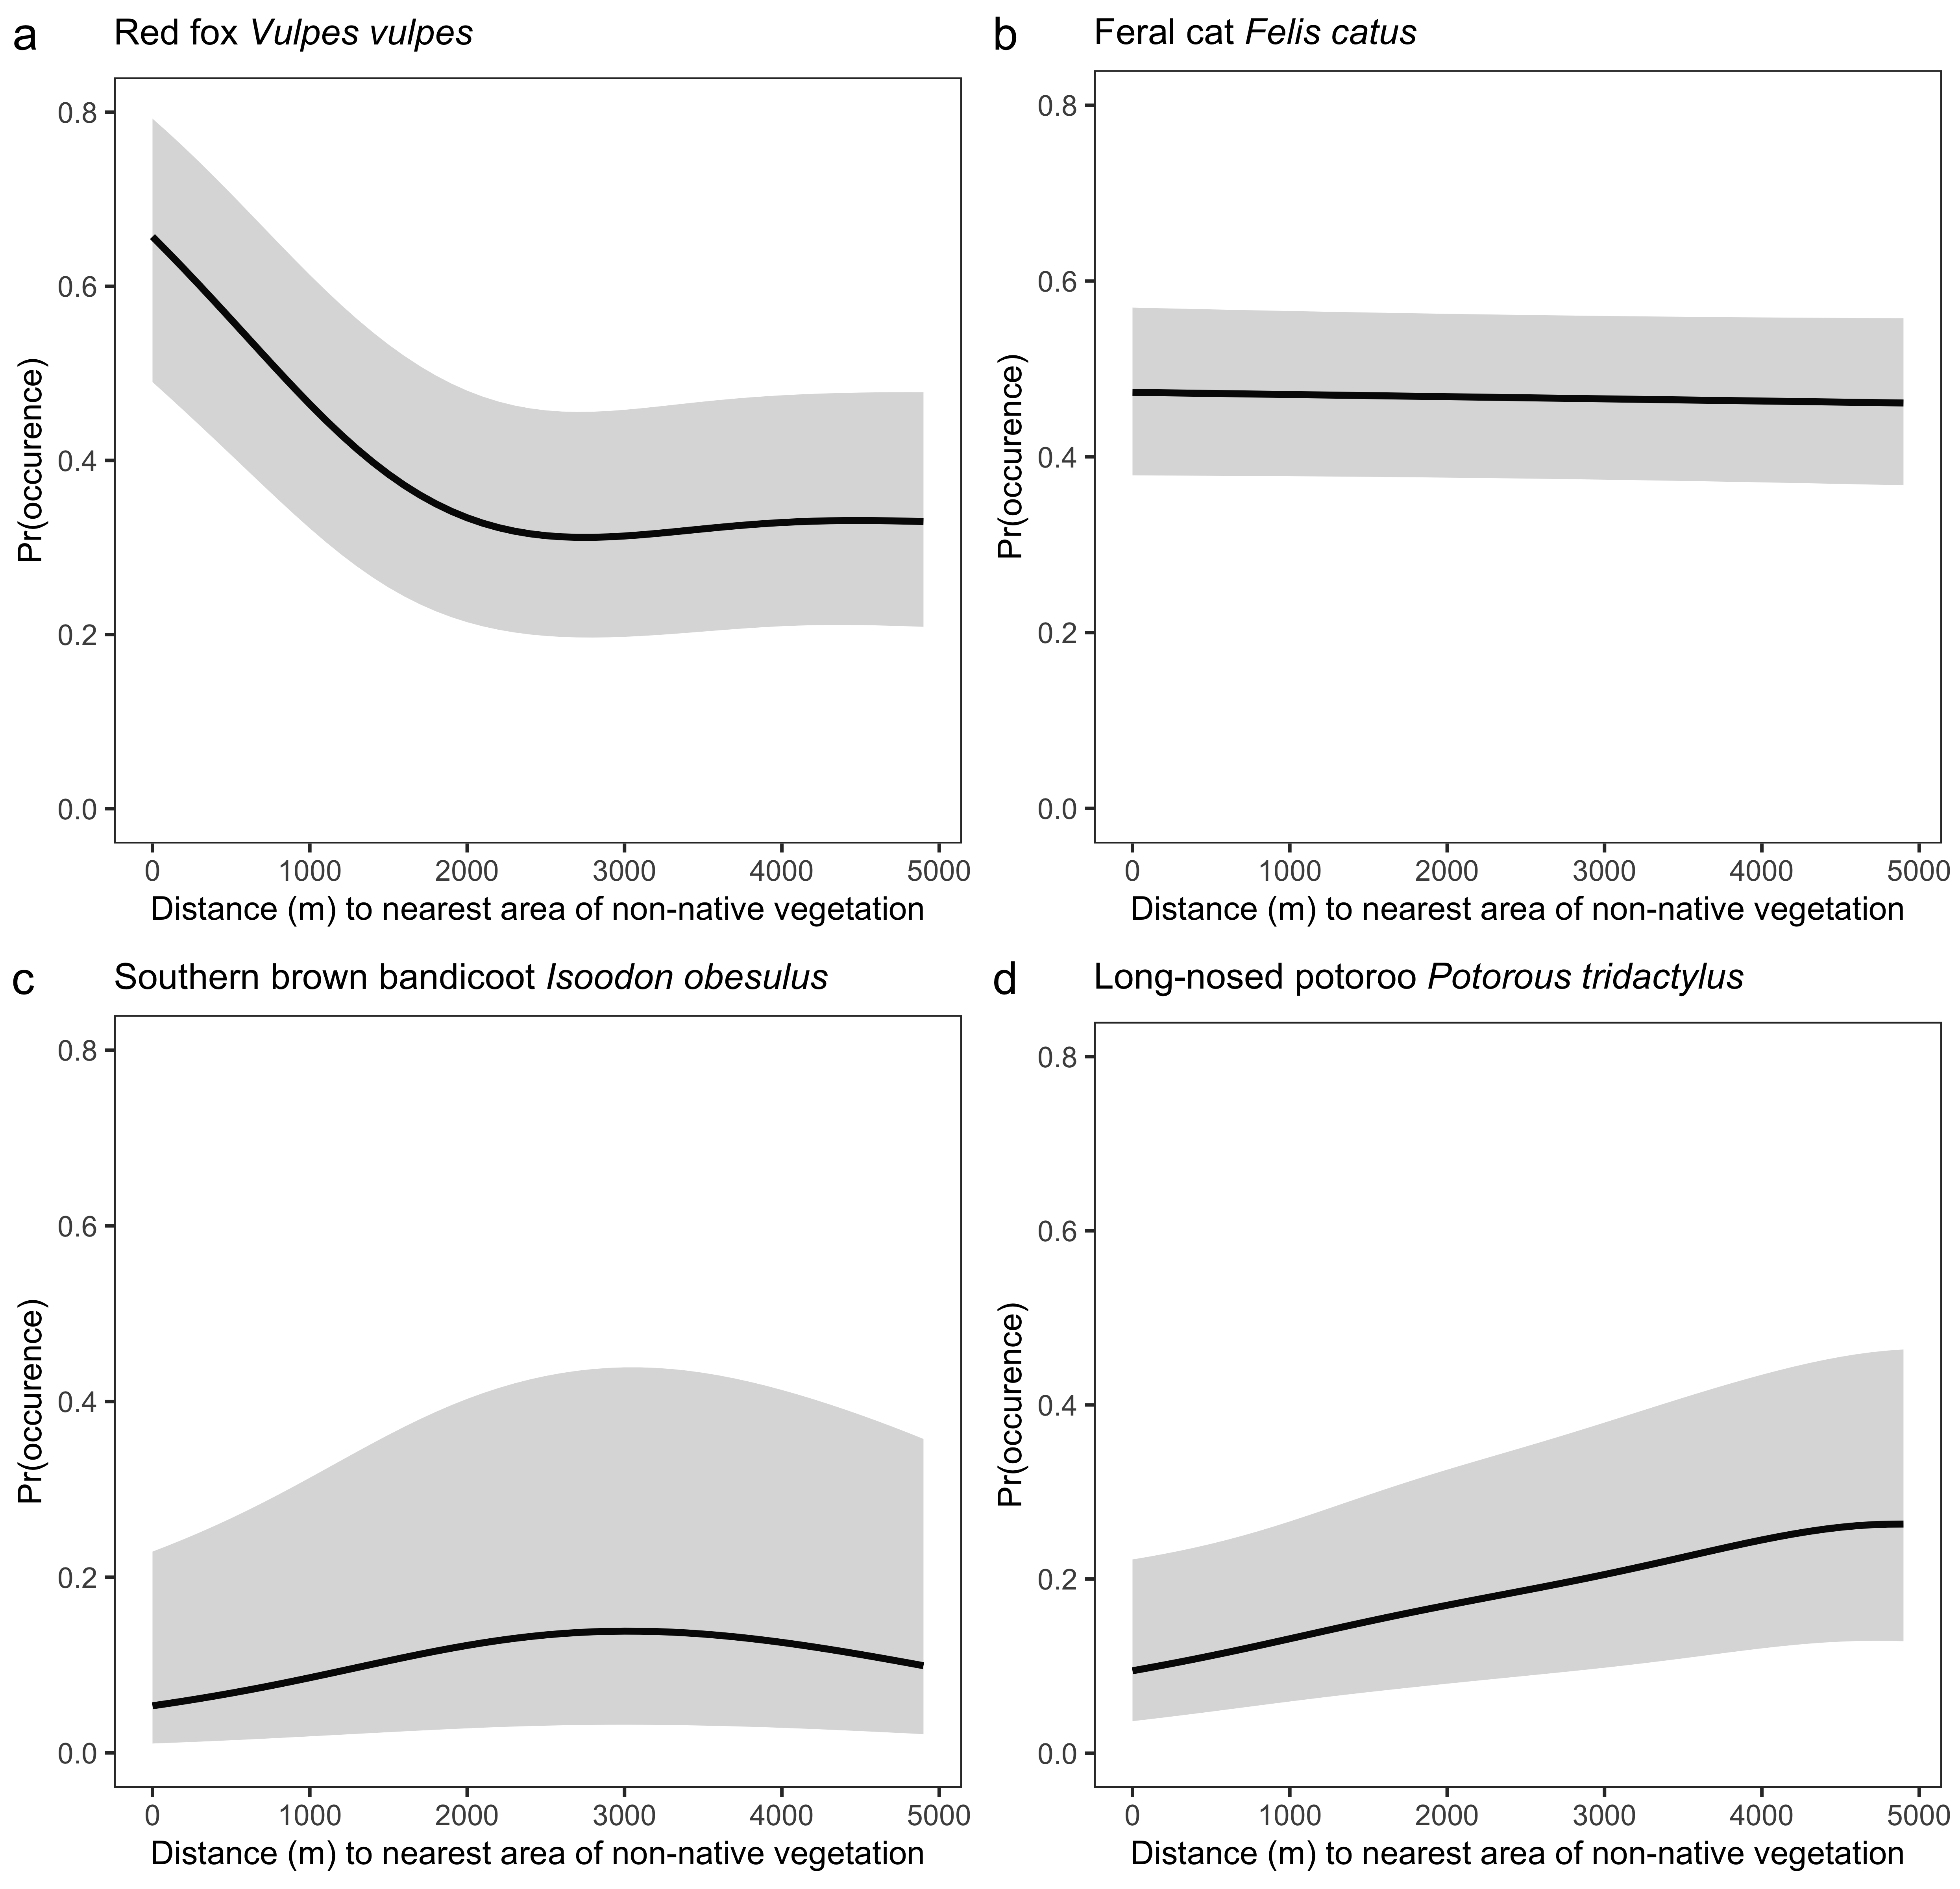 a Red fox Vulpes vulpes
0.8
0.6
0.4
0.2
0.0
Pr(occurence)
0 1000 2000 3000 4000 5000
Distance (m) to nearest area of non-native vegetation
b Feral cat Felis catus
0.8
0.6
0.4
0.2
0.0
Pr(occurence)
0 1000 2000 3000 4000 5000
Distance (m) to nearest area of non-native vegetation
c Southern brown bandicoot Isoodon obesulus
0.8
0.6
0.4
0.2
0.0
Pr(occurence)
0 1000 2000 3000 4000 5000
Distance (m) to nearest area of non-native vegetation
d Long-nosed potoroo Potorous tridactylus
0.8
0.6
0.4
0.2
0.0
Pr(occurence)
0 1000 2000 3000 4000 5000
Distance (m) to nearest area of non-native vegetation